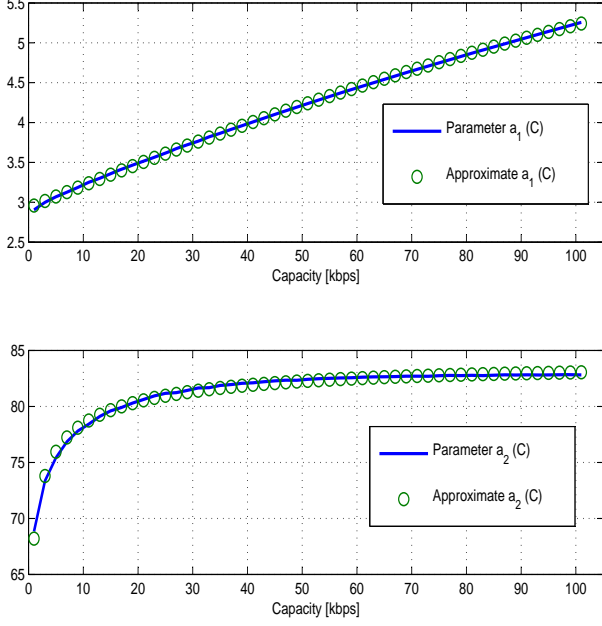 5.5
5
4.5
4
3.5
3
2.5
0 10 20 30 40 50 60 70 80 90 100
Capacity [kbps]
Parameter a₁ (C)
Approximate a₁ (C)
85
80
75
70
65
0 10 20 30 40 50 60 70 80 90 100
Capacity [kbps]
Parameter a₂ (C)
Approximate a₂ (C)